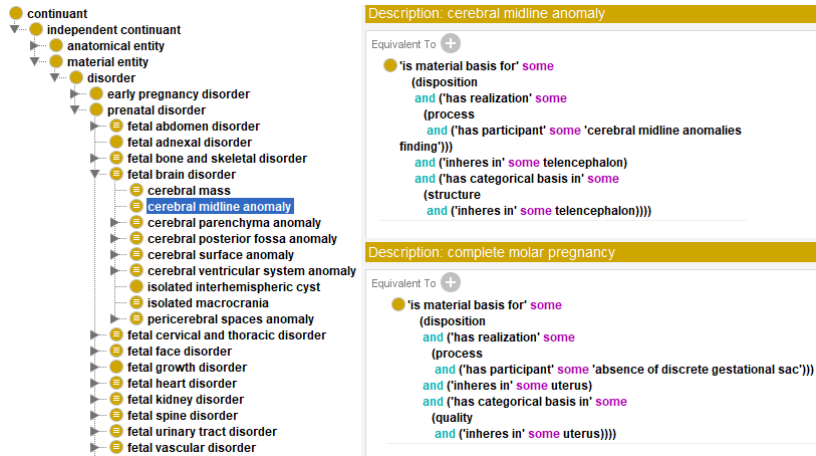 continuant
independent continuant
anatomical entity
material entity
disorder
early pregnancy disorder
prenatal disorder
fetal abdomen disorder
fetal adnexal disorder
fetal bone and skeletal disorder
fetal brain disorder
cerebral mass
cerebral midline anomaly
cerebral parenchyma anomaly
cerebral posterior fossa anomaly
cerebral surface anomaly
cerebral ventricular system anomaly
isolated interhemispheric cyst
isolated macrocrania
pericerebral spaces anomaly
fetal cervical and thoracic disorder
fetal face disorder
fetal growth disorder
fetal heart disorder
fetal kidney disorder
fetal spine disorder
fetal urinary tract disorder
fetal vascular disorder
Description: cerebral midline anomaly
Equivalent To
'is material basis for' some
(disposition
and ('has realization' some
(process
and ('has participant' some 'cerebral midline anomalies
finding')))
and ('inheres in' some telencephalon)
and ('has categorical basis in' some
(structure
and ('inheres in' some telencephalon))))
Description: complete molar pregnancy
Equivalent To
'is material basis for' some
(disposition
and ('has realization' some
(process
and ('has participant' some 'absence of discrete gestational sac')))
and ('inheres in' some uterus)
and ('has categorical basis in' some
(quality
and ('inheres in' some uterus))))